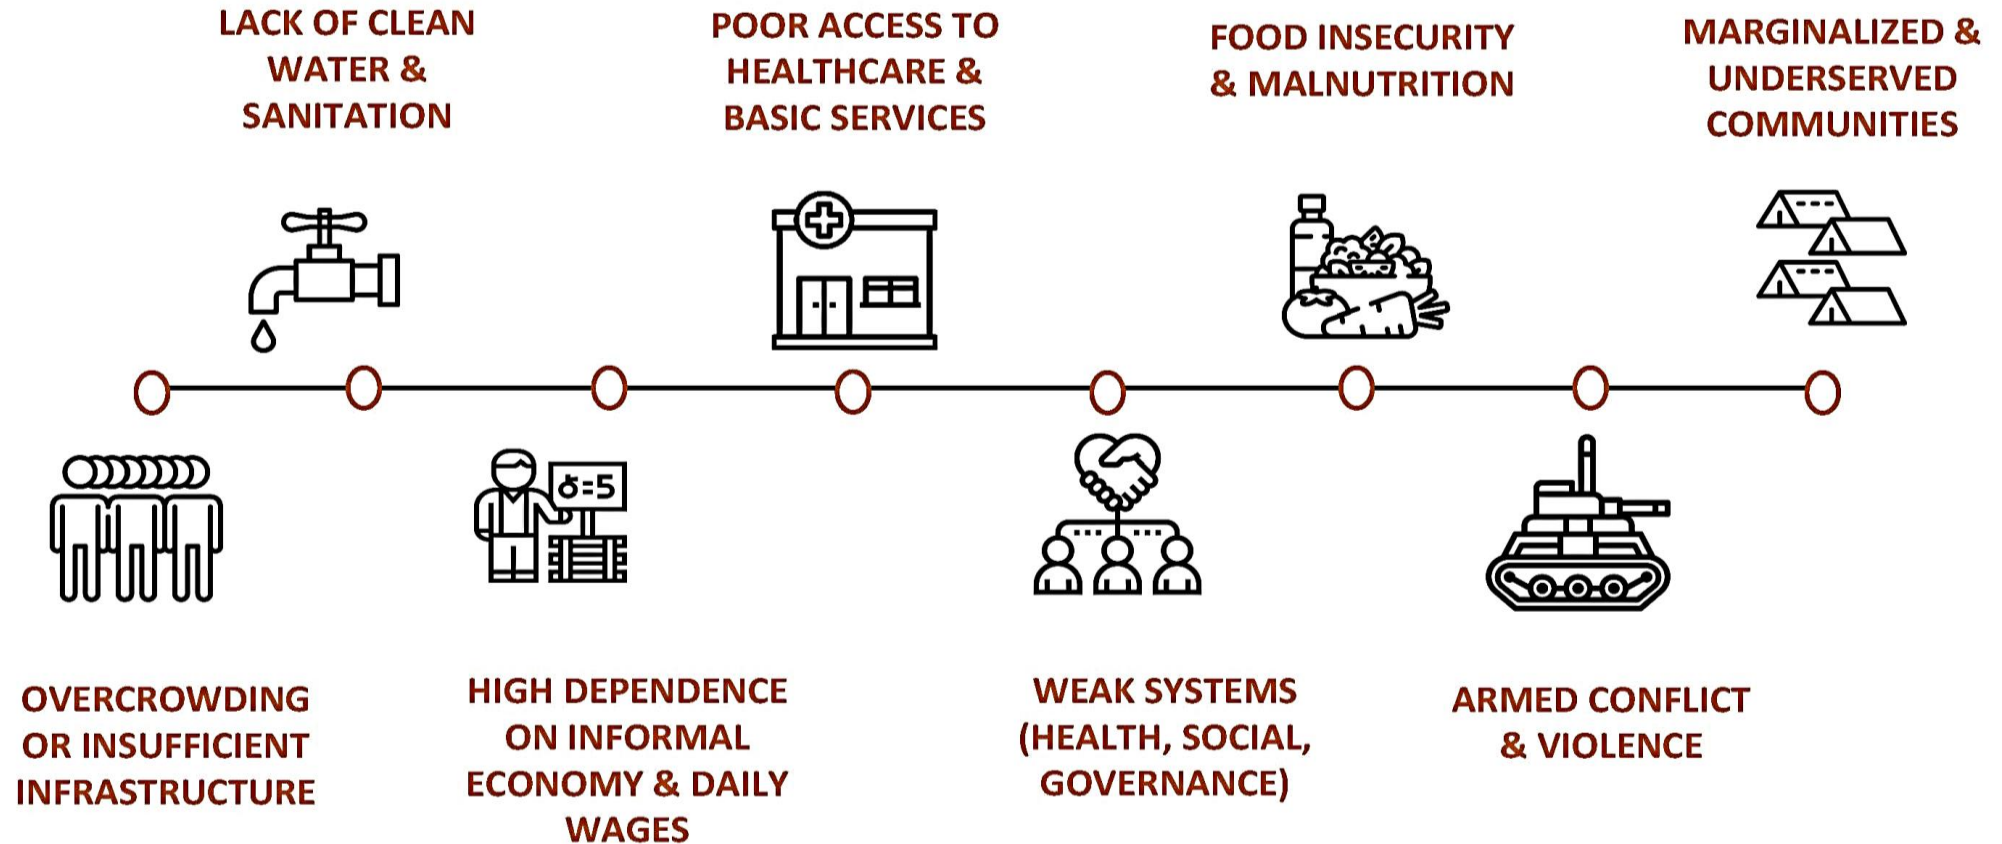 LACK OF CLEAN
WATER &
SANITATION
POOR ACCESS TO
HEALTHCARE &
BASIC SERVICES
FOOD INSECURITY
& MALNUTRITION
MARGINALIZED &
UNDERSERVED
COMMUNITIES
OVERCROWDING
OR INSUFFICIENT
INFRASTRUCTURE
HIGH DEPENDENCE
ON INFORMAL
ECONOMY & DAILY
WAGES
WEAK SYSTEMS
(HEALTH, SOCIAL,
GOVERNANCE)
ARMED CONFLICT
& VIOLENCE